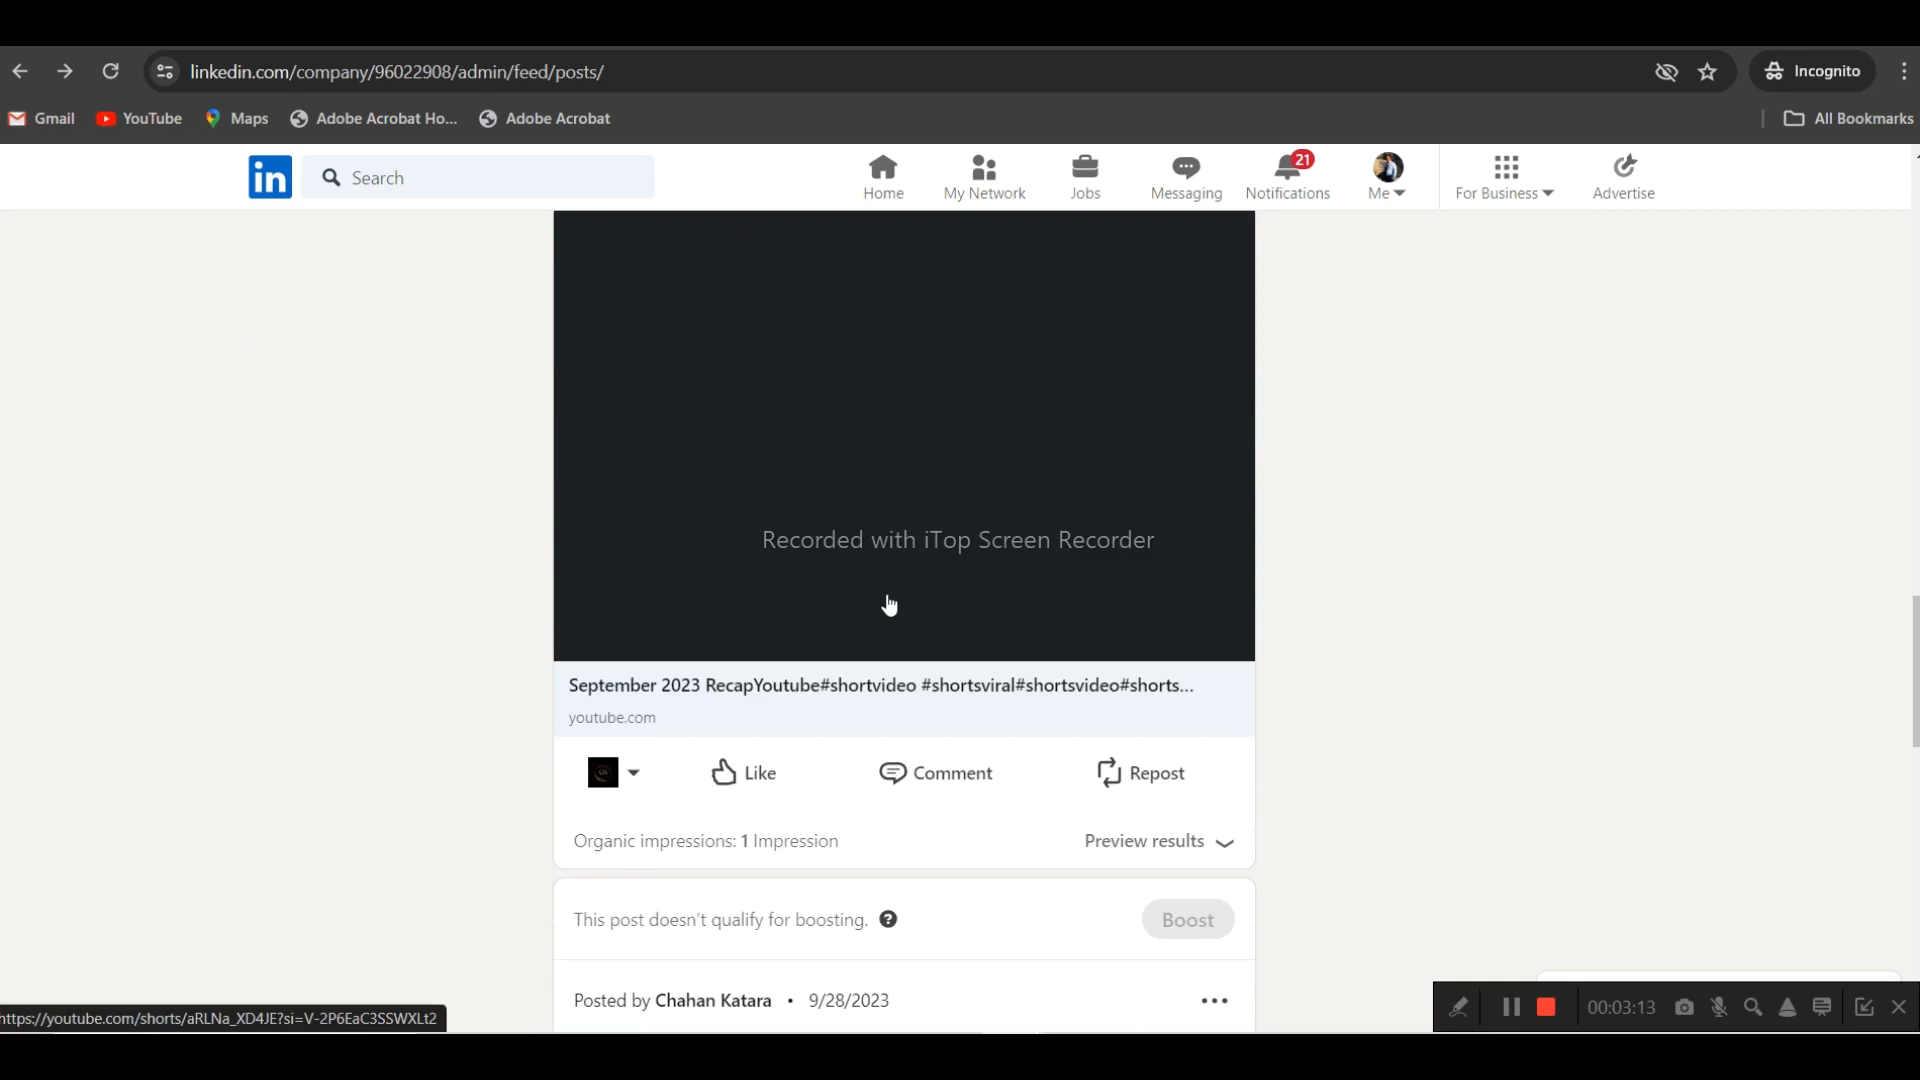 linkedin.com/company/96022908/admin/feed/posts/
Incognito
Gmail
YouTube
Maps
Adobe Acrobat Ho...
Adobe Acrobat
All Bookmarks
in
Search
Home
My Network
Jobs
Messaging
21
Notifications
Me
For Business
Advertise
Recorded with iTop Screen Recorder
September 2023 RecapYoutube#shortvideo #shortsviral#shortsvideo#shorts...
youtube.com
Like
Comment
Repost
Organic impressions: 1 Impression
Preview results
This post doesn't qualify for boosting. ?
Boost
Posted by Chahan Katara • 9/28/2023
https://youtube.com/shorts/aRLNa_XD4JE?si=V-2P6EaC3SSWXLt2
00:03:13